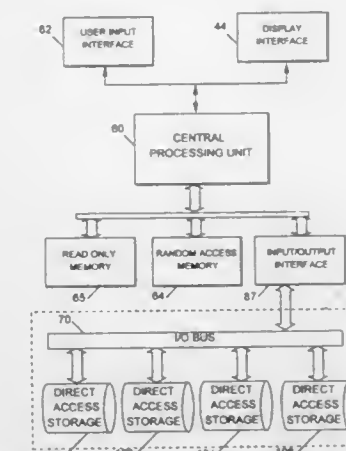 62
USER INPUT
INTERFACE
44
DISPLAY
INTERFACE
60
CENTRAL
PROCESSING UNIT
READ ONLY
MEMORY
RANDOM ACCESS
MEMORY
INPUT/OUTPUT
INTERFACE
65
64
67
70
I/O BUS
DIRECT
ACCESS
STORAGE
DIRECT
ACCESS
STORAGE
DIRECT
ACCESS
STORAGE
DIRECT
ACCESS
STORAGE